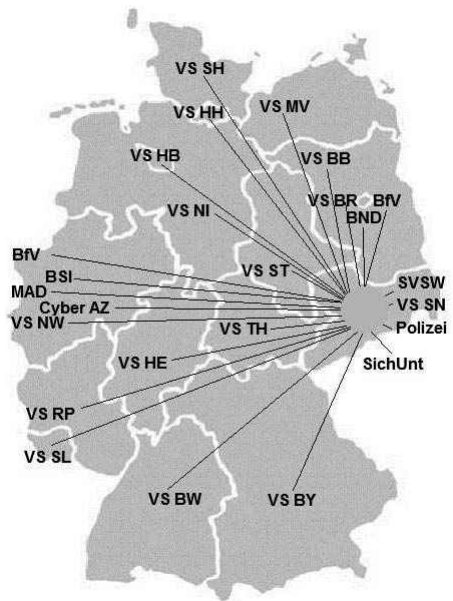 VS SH
VS MV
VS HH
VS BB
VS HB
VS BR
BfV
VS NI
BND
BfV
VS ST
BSI
SVSW
MAD
Cyber AZ
VS SN
VS NW
VS TH
Polizei
VS HE
SichUnt
VS RP
VS SL
VS BW
VS BY